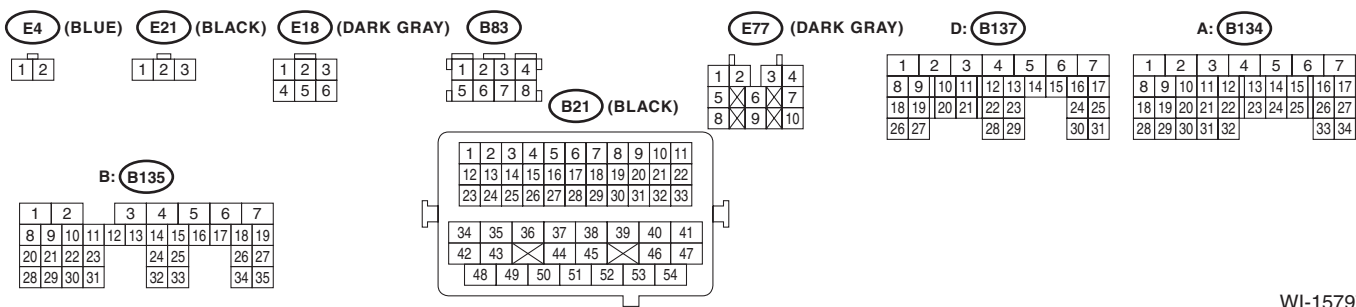 E4 (BLUE) E21 (BLACK) E18 (DARK GRAY) B83 E77 (DARK GRAY) D: B137 A: B134
1 2
1 2 3
1 2 3
4 5 6
1 2 3 4
5 6 7 8
1 2 3 4
5 6 7
8 9 10
1 2 3 4 5 6 7
8 9 10 11 12 13 14 15 16 17
18 19 20 21 22 23 24 25
26 27 28 29 30 31
1 2 3 4 5 6 7
8 9 10 11 12 13 14 15 16 17
18 19 20 21 22 23 24 25 26 27
28 29 30 31 32 33 34
B: B135
1 2 3 4 5 6 7
8 9 10 11 12 13 14 15 16 17 18 19
20 21 22 23 24 25 26 27
28 29 30 31 32 33 34 35
B21 (BLACK)
1 2 3 4 5 6 7 8 9 10 11
12 13 14 15 16 17 18 19 20 21 22
23 24 25 26 27 28 29 30 31 32 33
34 35 36 37 38 39 40 41
42 43 44 45 46 47
48 49 50 51 52 53 54
WI-1579